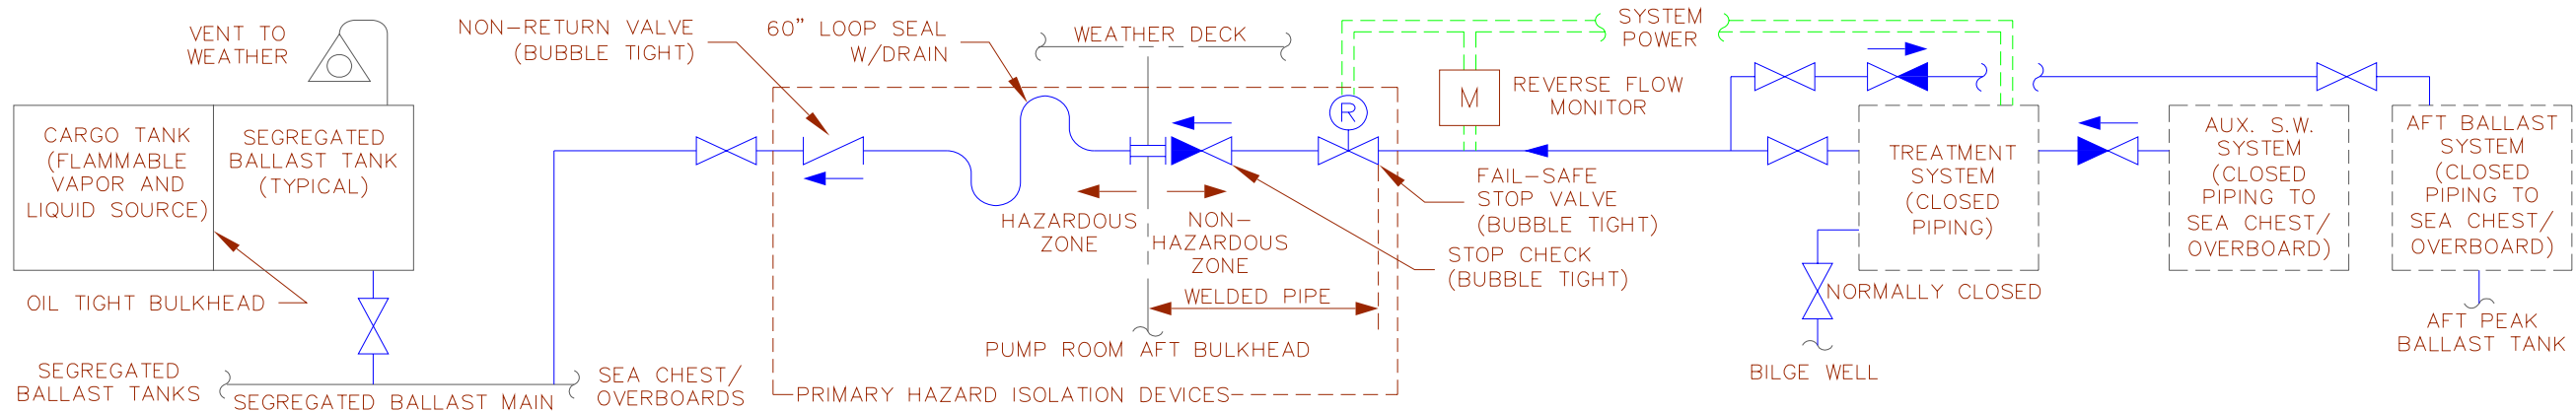 VENT TO
WEATHER
CARGO TANK
(FLAMMABLE
VAPOR AND
LIQUID SOURCE)
SEGREGATED
BALLAST TANK
(TYPICAL)
OIL TIGHT BULKHEAD
SEGREGATED
BALLAST TANKS
SEGREGATED BALLAST MAIN
SEA CHEST/
OVERBOARDS
NON-RETURN VALVE
(BUBBLE TIGHT)
60" LOOP SEAL
W/DRAIN
WEATHER DECK
HAZARDOUS
ZONE
NON-
HAZARDOUS
ZONE
WELDED PIPE
PUMP ROOM AFT BULKHEAD
PRIMARY HAZARD ISOLATION DEVICES
R
M
REVERSE FLOW
MONITOR
SYSTEM
POWER
FAIL-SAFE
STOP VALVE
(BUBBLE TIGHT)
STOP CHECK
(BUBBLE TIGHT)
TREATMENT
SYSTEM
(CLOSED
PIPING)
NORMALLY CLOSED
BILGE WELL
AUX. S.W.
SYSTEM
(CLOSED
PIPING TO
SEA CHEST/
OVERBOARD)
AFT BALLAST
SYSTEM
(CLOSED
PIPING TO
SEA CHEST/
OVERBOARD)
AFT PEAK
BALLAST TANK